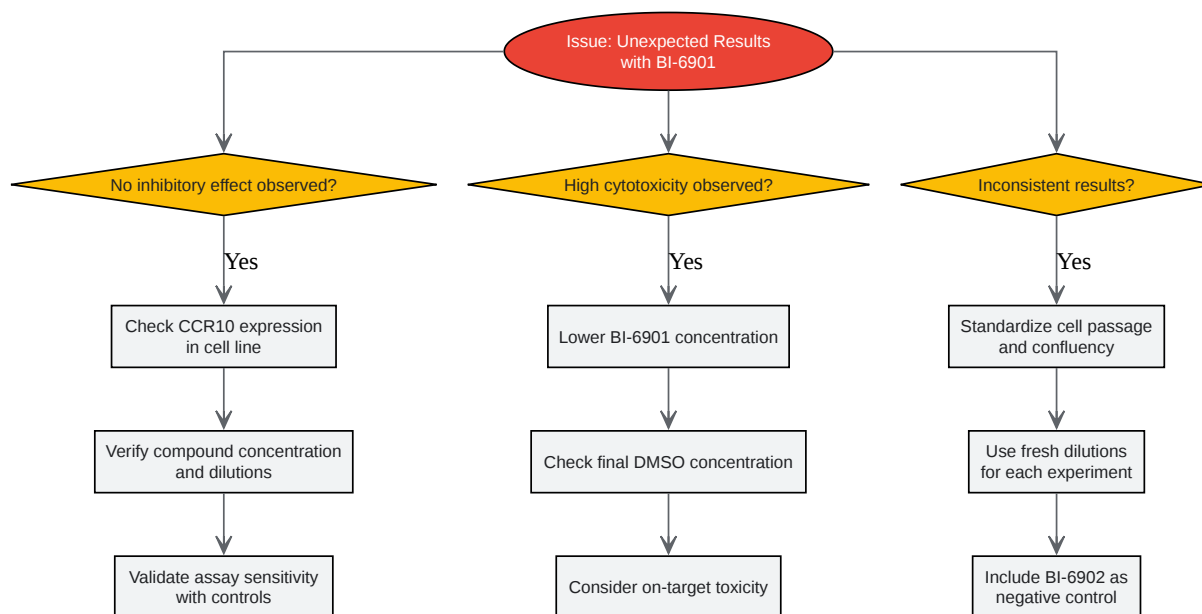 Issue: Unexpected Results
with BI-6901
No inhibitory effect observed?
High cytotoxicity observed?
Inconsistent results?
Yes
Yes
Yes
Check CCR10 expression
in cell line
Lower BI-6901 concentration
Standardize cell passage
and confluency
Verify compound concentration
and dilutions
Check final DMSO concentration
Use fresh dilutions
for each experiment
Validate assay sensitivity
with controls
Consider on-target toxicity
Include BI-6902 as
negative control